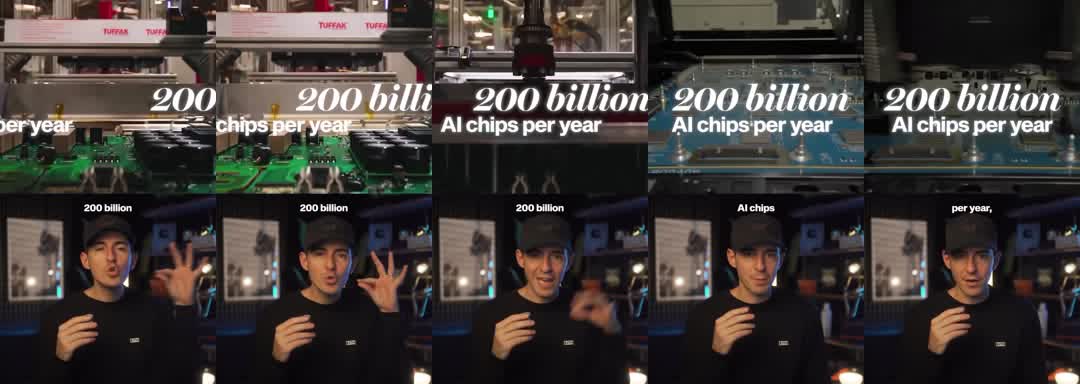 TUFFAK TUFFAK
200
per year
200 billion
TUFFAK TUFFAK
200 billi
chips per year
200 billion
200 billion
AI chips per year
200 billion
200 billion
AI chips per year
AI chips
200 billion
AI chips per year
per year,